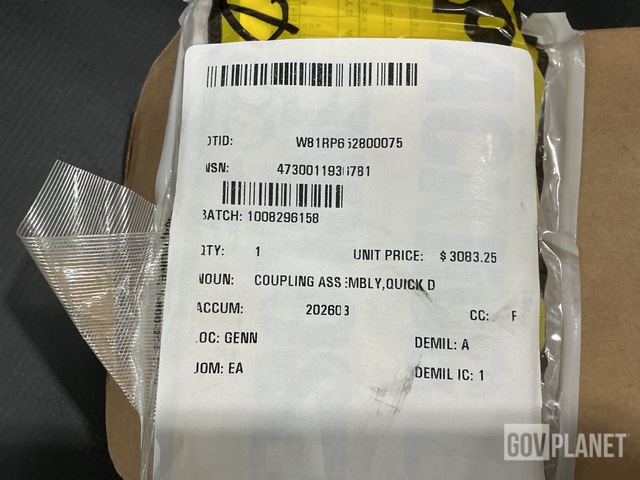 DTID: W81RP652800075
NSN: 4730011936781
BATCH: 1008296158
QTY: 1 UNIT PRICE: $ 3083.25
NOUN: COUPLING ASSEMBLY,QUICK D
ACCUM: 202603 CC: F
LOC: GENN DEMIL: A
UOM: EA DEMIL IC: 1
GOVPLANET